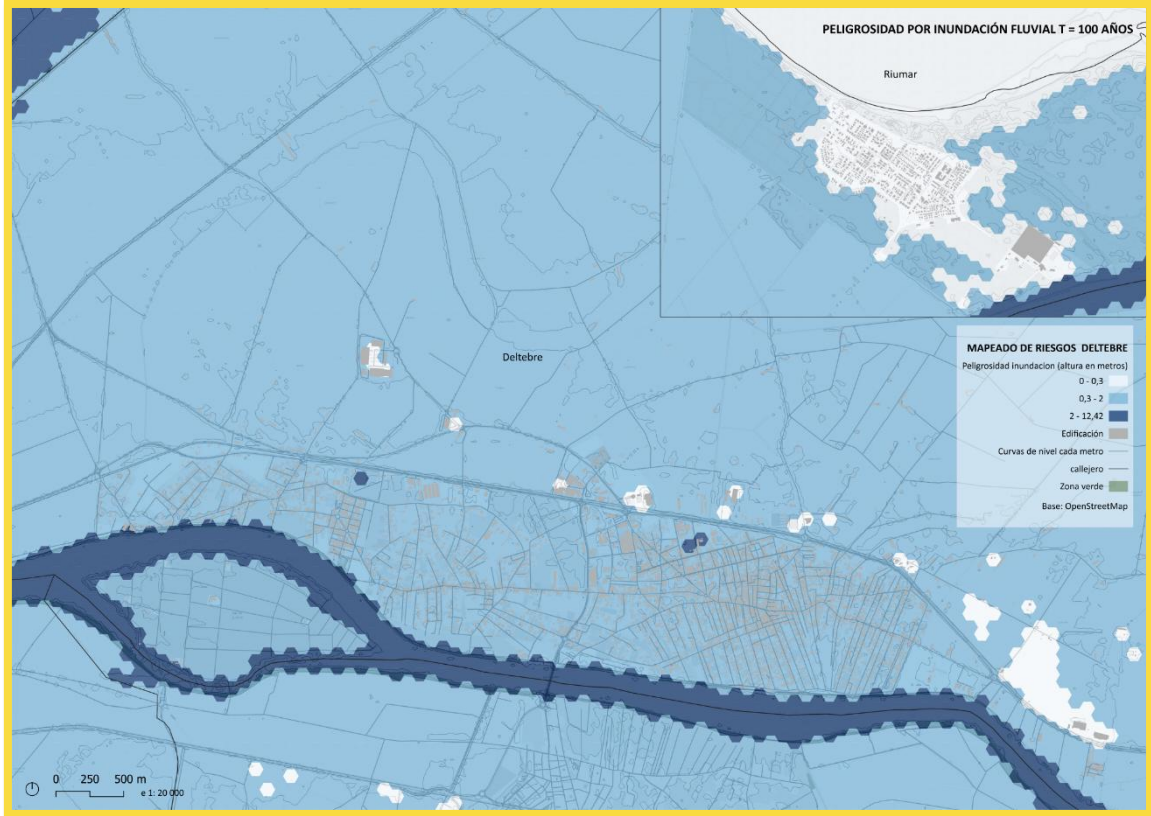 PELIGROSIDAD POR INUNDACIÓN FLUVIAL T = 100 AÑOS
Riumar
Deltebre
MAPEADO DE RIESGOS DELTEBRE
Peligrosidad inundacion (altura en metros)
0 - 0,3
0,3 - 2
2 - 12,42
Edificación
Curvas de nivel cada metro
callejero
Zona verde
Base: OpenStreetMap
0 250 500 m
e 1: 20 000